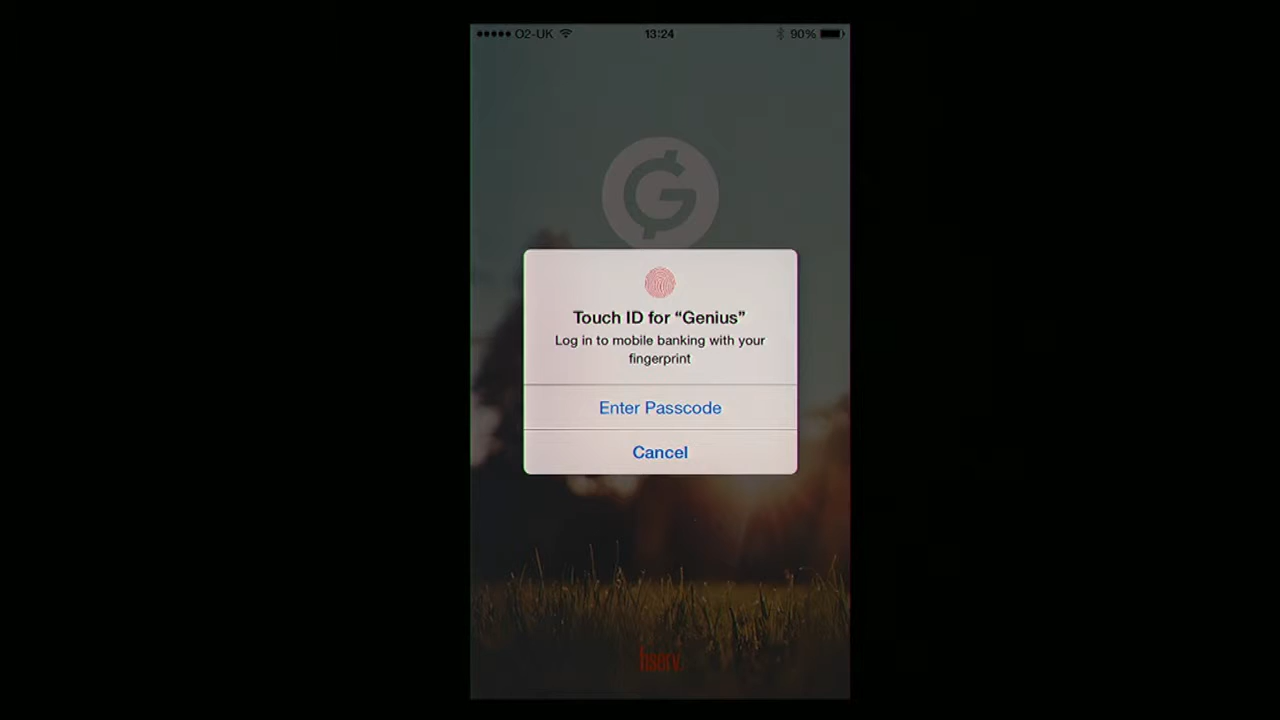 O2-UK 13:24 90%
G
Touch ID for “Genius”
Log in to mobile banking with your
fingerprint
Enter Passcode
Cancel
fiserv.